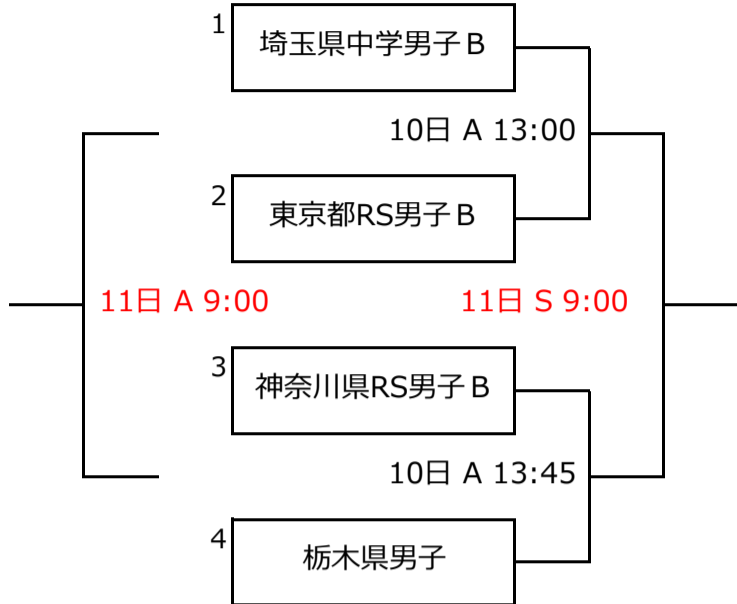 1
埼玉県中学男子B
10日 A 13:00
2
東京都RS男子B
11日 A 9:00
11日 S 9:00
3
神奈川県RS男子B
10日 A 13:45
4
栃木県男子